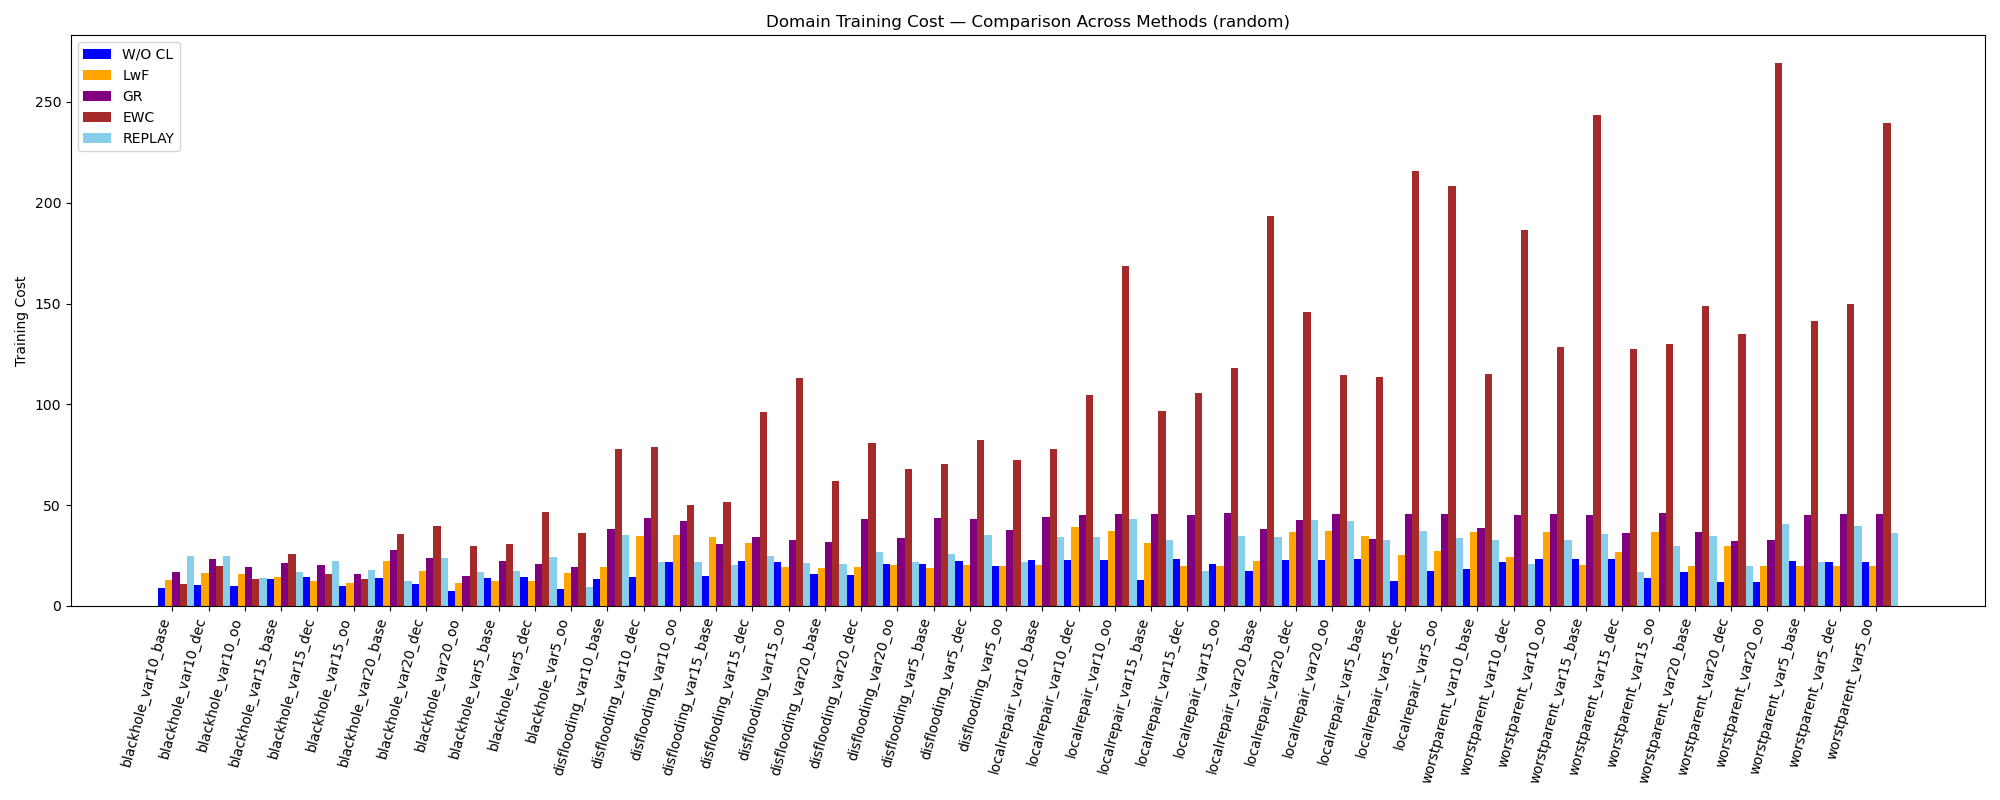 Domain Training Cost — Comparison Across Methods (random)
W/O CL
LwF
GR
EWC
REPLAY
Training Cost
250
200
150
100
50
0
blackhole_var10_base
blackhole_var10_dec
blackhole_var10_oo
blackhole_var15_base
blackhole_var15_dec
blackhole_var15_oo
blackhole_var20_base
blackhole_var20_dec
blackhole_var20_oo
blackhole_var5_base
blackhole_var5_dec
blackhole_var5_oo
disflooding_var10_base
disflooding_var10_dec
disflooding_var10_oo
disflooding_var15_base
disflooding_var15_dec
disflooding_var15_oo
disflooding_var20_base
disflooding_var20_dec
disflooding_var20_oo
disflooding_var5_base
disflooding_var5_dec
disflooding_var5_oo
localrepair_var10_base
localrepair_var10_dec
localrepair_var10_oo
localrepair_var15_base
localrepair_var15_dec
localrepair_var15_oo
localrepair_var20_base
localrepair_var20_dec
localrepair_var20_oo
localrepair_var5_base
localrepair_var5_dec
localrepair_var5_oo
worstparent_var10_base
worstparent_var10_dec
worstparent_var10_oo
worstparent_var15_base
worstparent_var15_dec
worstparent_var15_oo
worstparent_var20_base
worstparent_var20_dec
worstparent_var20_oo
worstparent_var5_base
worstparent_var5_dec
worstparent_var5_oo